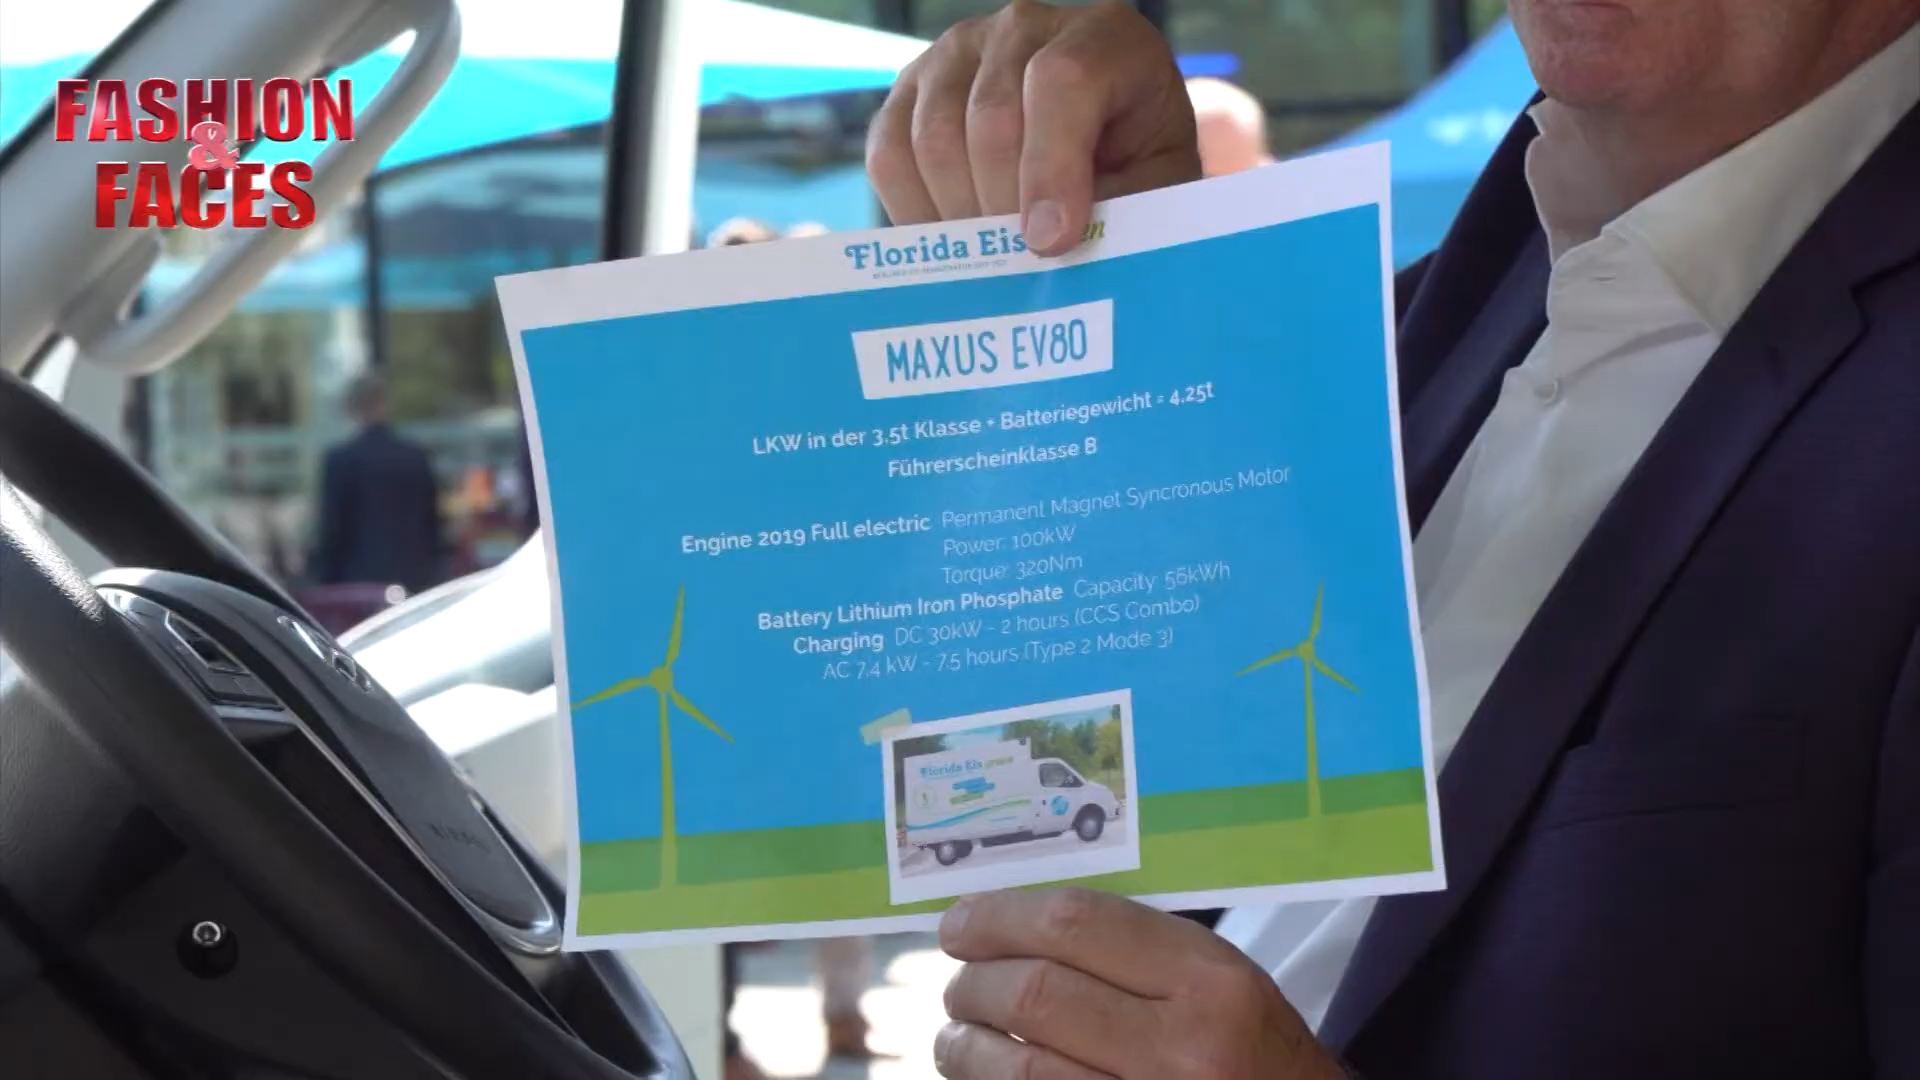 FASHION
&
FACES
Florida Eis
MAXUS EV80
LKW in der 3,5t Klasse + Batteriegewicht = 4,25t
Führerscheinklasse B
Engine 2019 Full electric Permanent Magnet Syncronous Motor
Power: 100kW
Torque: 320Nm
Battery Lithium Iron Phosphate Capacity 56kWh
Charging DC 30kW - 2 hours (CCS Combo)
AC 7,4 kW - 7,5 hours (Type 2 Mode 3)
Florida Eis green
AIRBAG